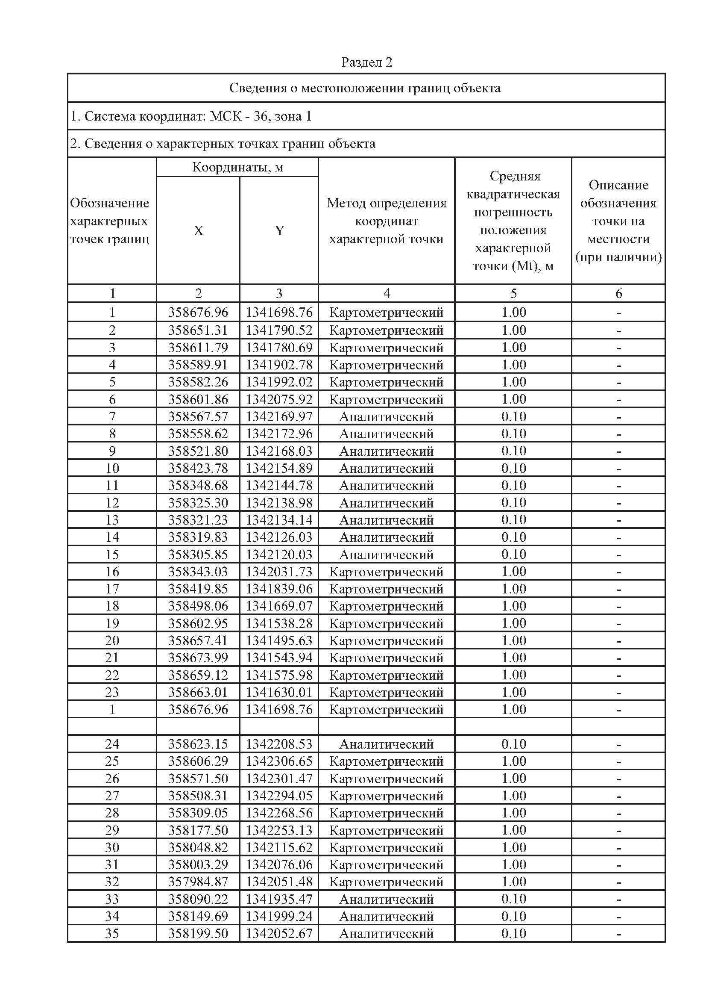 Раздел 2
Сведения о местоположении границ объекта
1. Система координат: МСК - 36, зона 1
2. Сведения о характерных точках границ объекта
Обозначение
характерных
точек границ
Координаты, м
X
Y
Метод определения
координат
характерной точки
Средняя
квадратическая
погрешность
положения
характерной
точки (Mt), м
Описание
обозначения
точки на
местности
(при наличии)
1 2 3 4 5 6
1 358676.96 1341698.76 Картометрический 1.00 -
2 358651.31 1341790.52 Картометрический 1.00 -
3 358611.79 1341780.69 Картометрический 1.00 -
4 358589.91 1341902.78 Картометрический 1.00 -
5 358582.26 1341992.02 Картометрический 1.00 -
6 358601.86 1342075.92 Картометрический 1.00 -
7 358567.57 1342169.97 Аналитический 0.10 -
8 358558.62 1342172.96 Аналитический 0.10 -
9 358521.80 1342168.03 Аналитический 0.10 -
10 358423.78 1342154.89 Аналитический 0.10 -
11 358348.68 1342144.78 Аналитический 0.10 -
12 358325.30 1342138.98 Аналитический 0.10 -
13 358321.23 1342134.14 Аналитический 0.10 -
14 358319.83 1342126.03 Аналитический 0.10 -
15 358305.85 1342120.03 Аналитический 0.10 -
16 358343.03 1342031.73 Картометрический 1.00 -
17 358419.85 1341839.06 Картометрический 1.00 -
18 358498.06 1341669.07 Картометрический 1.00 -
19 358602.95 1341538.28 Картометрический 1.00 -
20 358657.41 1341495.63 Картометрический 1.00 -
21 358673.99 1341543.94 Картометрический 1.00 -
22 358659.12 1341575.98 Картометрический 1.00 -
23 358663.01 1341630.01 Картометрический 1.00 -
1 358676.96 1341698.76 Картометрический 1.00 -
24 358623.15 1342208.53 Аналитический 0.10 -
25 358606.29 1342306.65 Картометрический 1.00 -
26 358571.50 1342301.47 Картометрический 1.00 -
27 358508.31 1342294.05 Картометрический 1.00 -
28 358309.05 1342268.56 Картометрический 1.00 -
29 358177.50 1342253.13 Картометрический 1.00 -
30 358048.82 1342115.62 Картометрический 1.00 -
31 358003.29 1342076.06 Картометрический 1.00 -
32 357984.87 1342051.48 Картометрический 1.00 -
33 358090.22 1341935.47 Аналитический 0.10 -
34 358149.69 1341999.24 Аналитический 0.10 -
35 358199.50 1342052.67 Аналитический 0.10 -